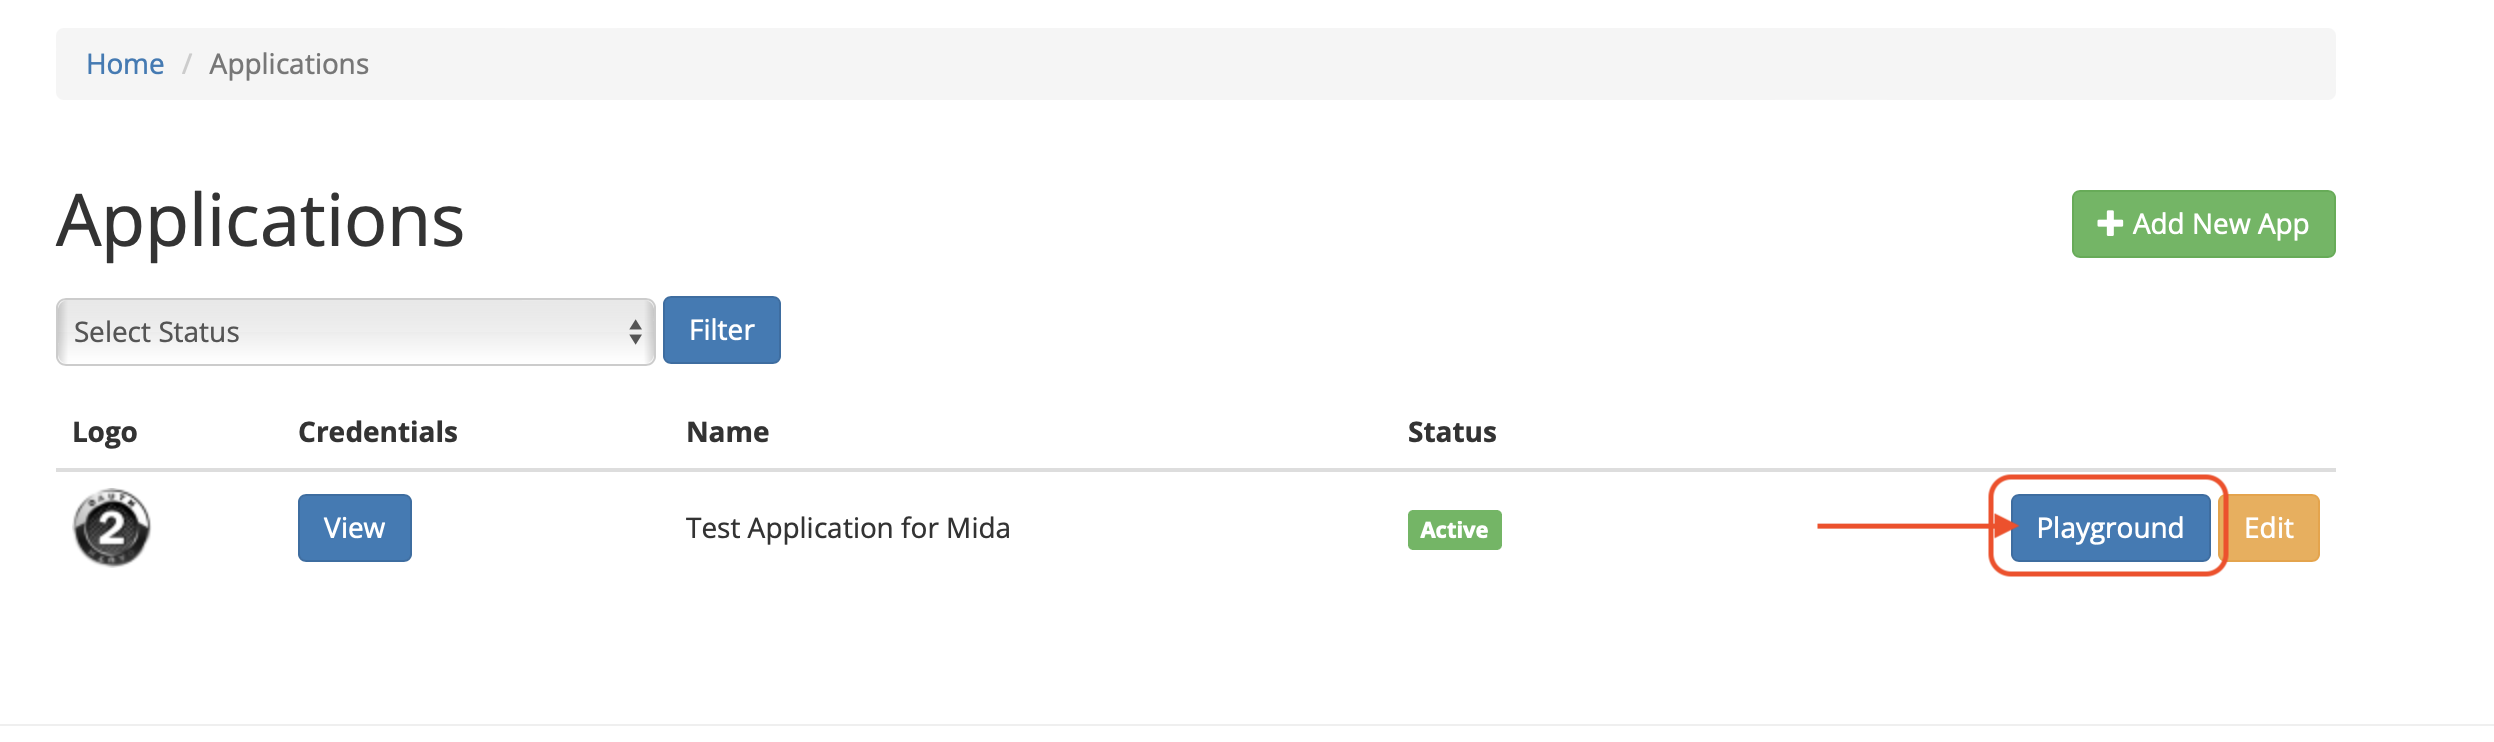 Home / Applications
Applications
Add New App
Select Status
Filter
Logo Credentials Name Status
2 View Test Application for Mida Active Playground Edit